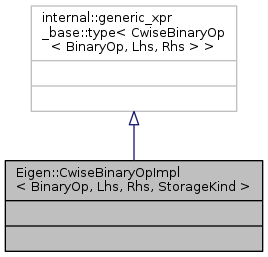 internal::generic_xpr
_base::type< CwiseBinaryOp
< BinaryOp, Lhs, Rhs > >
Eigen::CwiseBinaryOpImpl
< BinaryOp, Lhs, Rhs, StorageKind >